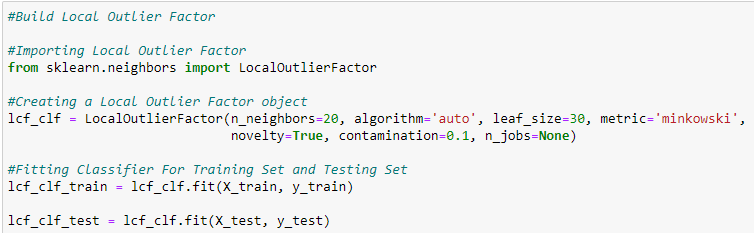 #Build Local Outlier Factor
#Importing Local Outlier Factor
from sklearn.neighbors import LocalOutlierFactor
#Creating a Local Outlier Factor object
lcf_clf = LocalOutlierFactor(n_neighbors=20, algorithm='auto', leaf_size=30, metric='minkowski',
novelty=True, contamination=0.1, n_jobs=None)
#Fitting Classifier For Training Set and Testing Set
lcf_clf_train = lcf_clf.fit(X_train, y_train)
lcf_clf_test = lcf_clf.fit(X_test, y_test)